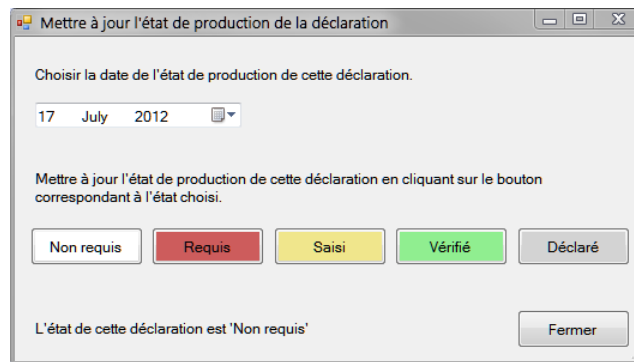 Mettre à jour l'état de production de la déclaration
Choisir la date de l'état de production de cette déclaration.
17 July 2012
Mettre à jour l'état de production de cette déclaration en cliquant sur le bouton
correspondant à l'état choisi.
Non requis Requis Saisi Vérifié Déclaré
L'état de cette déclaration est 'Non requis' Fermer